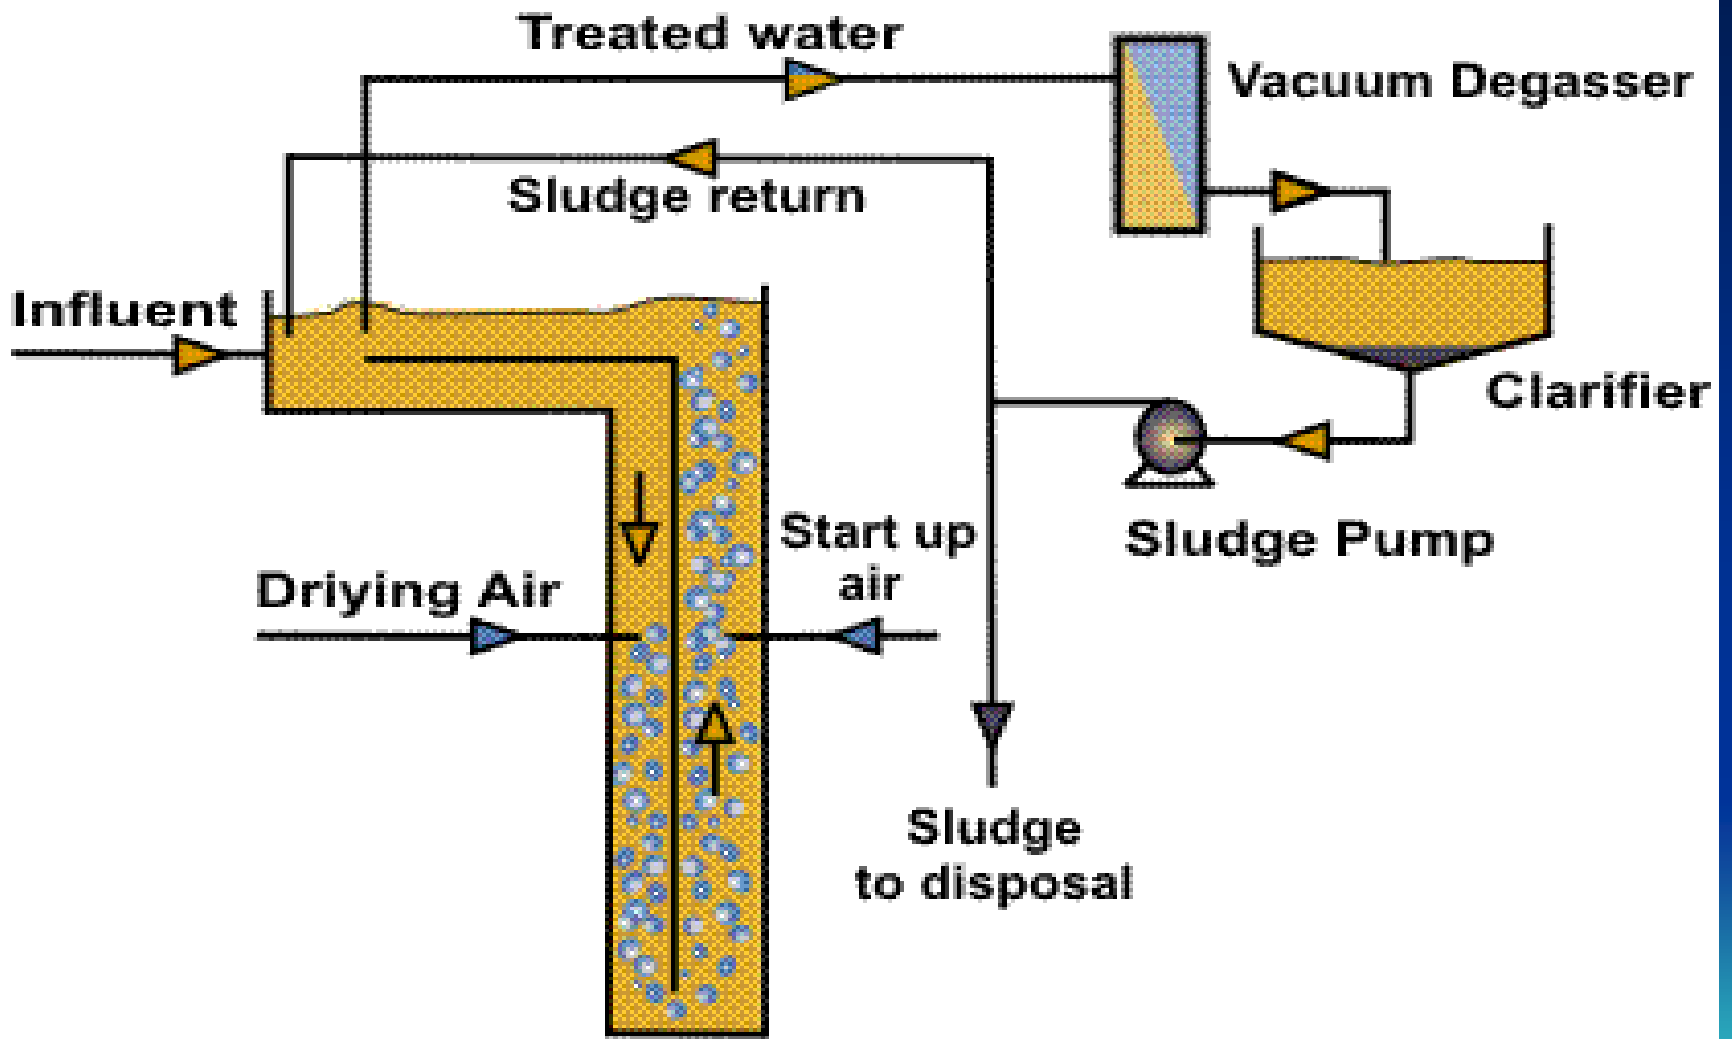 Treated water
Vacuum Degasser
Sludge return
Influent
Clarifier
Start up
air
Sludge Pump
Driying Air
Sludge
to disposal